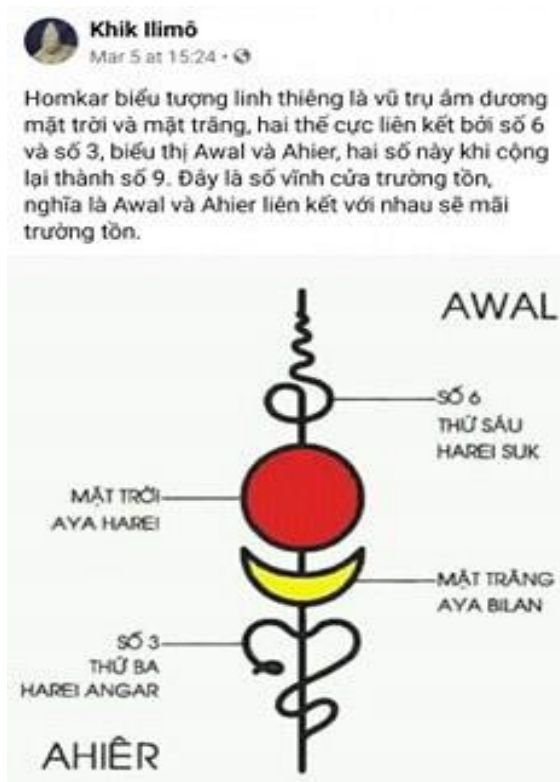 Khik Ilimô
Mar 5 at 15:24 ·
Homkar biểu tượng linh thiêng là vũ trụ âm dương
mặt trời và mặt trăng, hai thế cực liên kết bởi số 6
và số 3, biểu thị Awal và Ahier, hai số này khi cộng
lại thành số 9. Đây là số vĩnh cửa trường tồn,
nghĩa là Awal và Ahier liên kết với nhau sẽ mãi
trường tồn.
AWAL
SỐ 6
THỨ SÁU
HAREI SUK
MẶT TRỜI
AYA HAREI
MẶT TRĂNG
AYA BILAN
SỐ 3
THỨ BA
HAREI ANGAR
AHIÊR